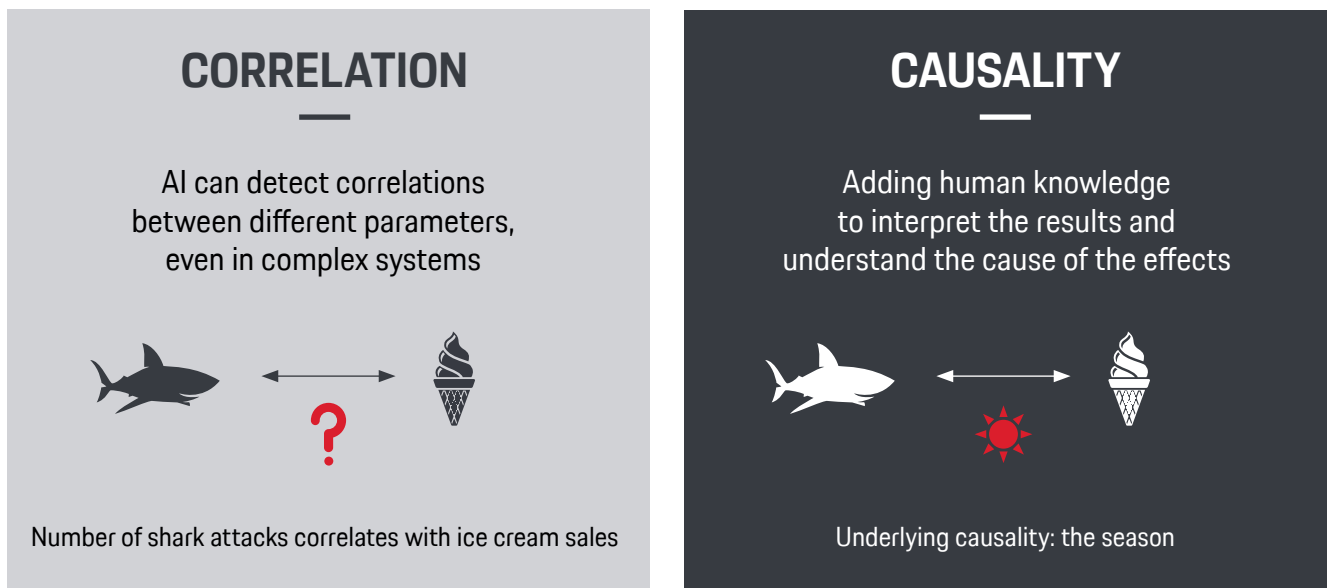 CORRELATION
AI can detect correlations
between different parameters,
even in complex systems
?
Number of shark attacks correlates with ice cream sales
CAUSALITY
Adding human knowledge
to interpret the results and
understand the cause of the effects
Underlying causality: the season